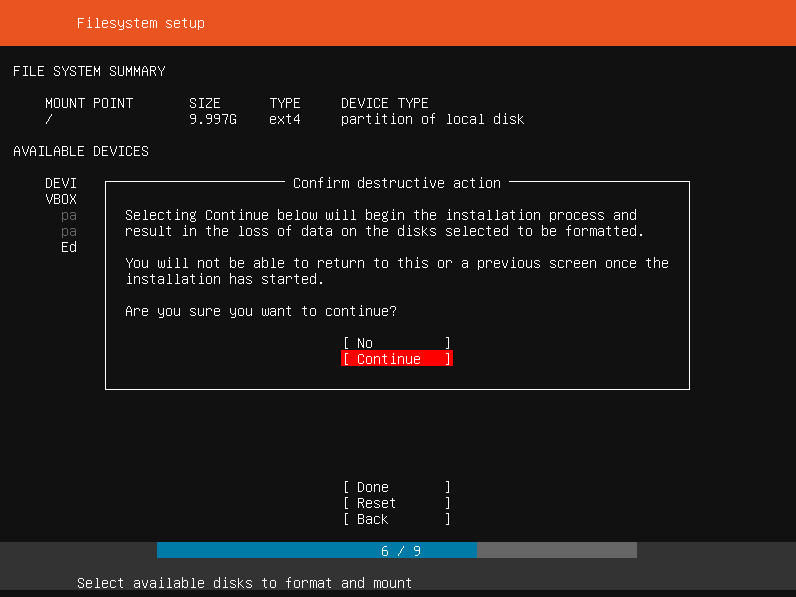 Filesystem setup
FILE SYSTEM SUMMARY
MOUNT POINT SIZE TYPE DEVICE TYPE
/ 9.997G ext4 partition of local disk
AVAILABLE DEVICES
DEVI
VBOX
pa
pa
Ed
Confirm destructive action
Selecting Continue below will begin the installation process and
result in the loss of data on the disks selected to be formatted.
You will not be able to return to this or a previous screen once the
installation has started.
Are you sure you want to continue?
[ No ]
[ Continue ]
[ Done ]
[ Reset ]
[ Back ]
6 / 9
Select available disks to format and mount